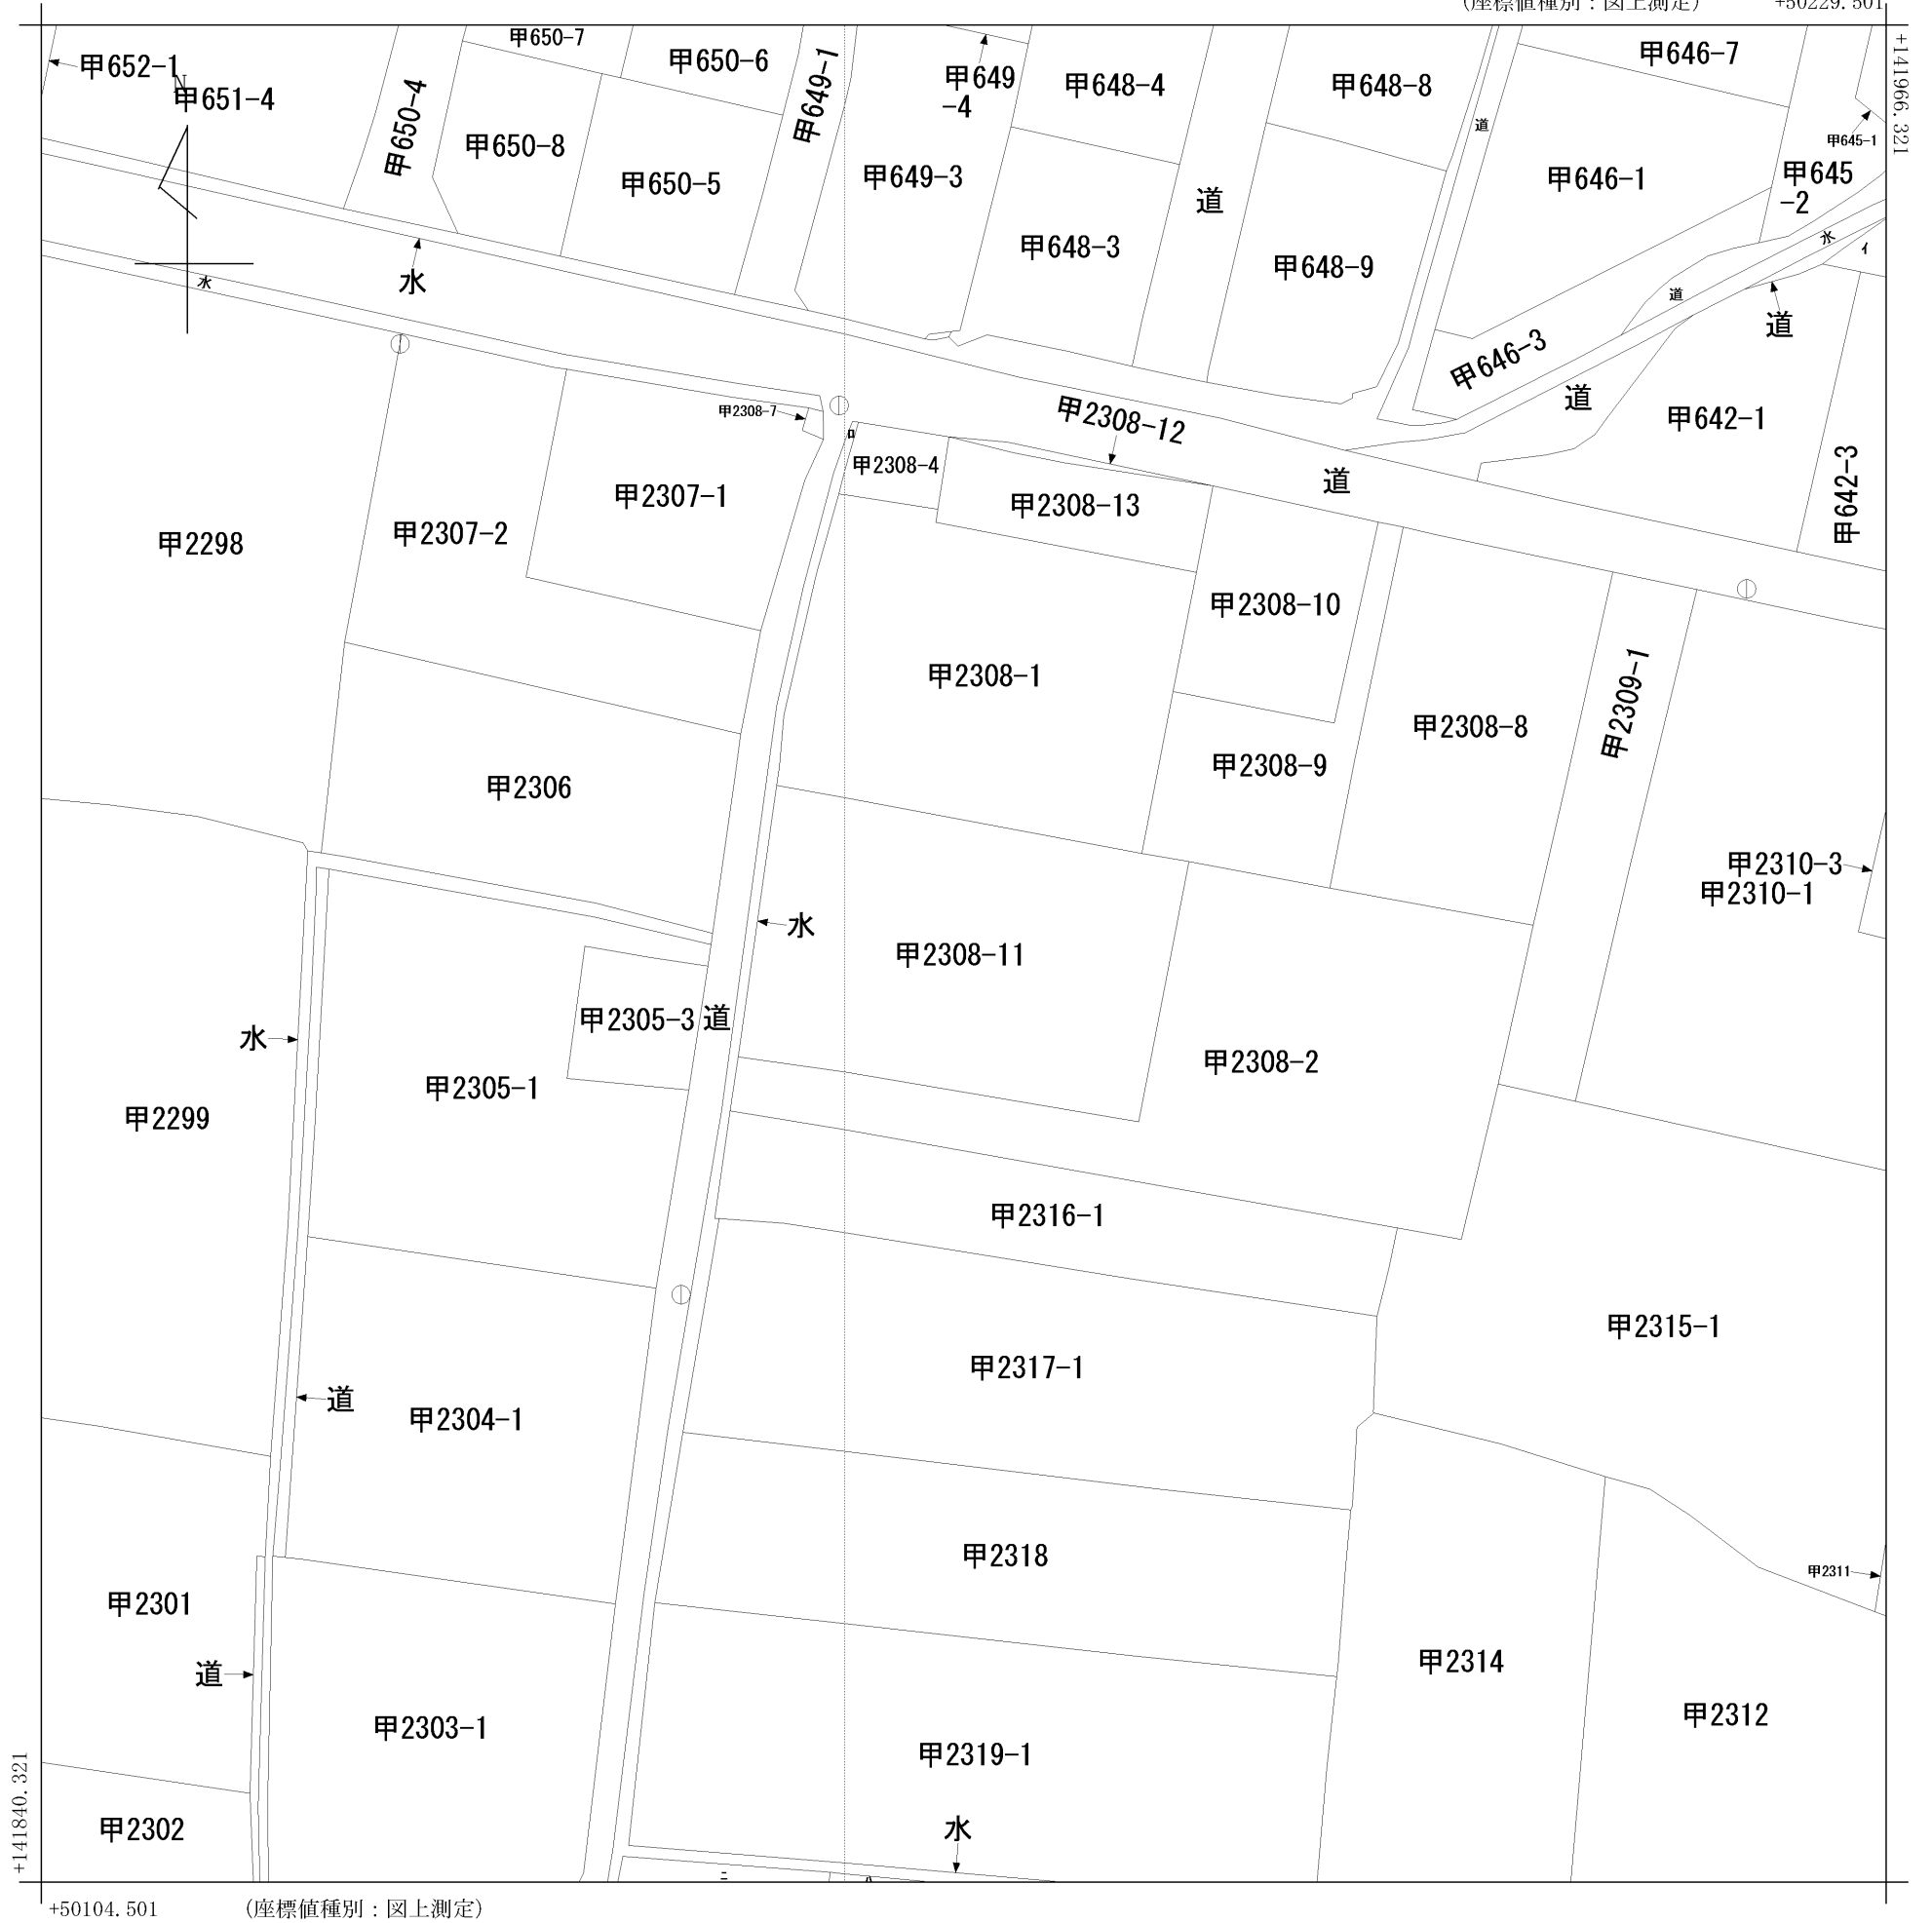 (座標値種別：図上測定)
+50229.501
+141966.321
甲652-1
N
甲651-4
甲650-4
甲650-7
甲650-6
甲650-8
甲650-5
甲649-1
甲649
-4
甲649-3
甲648-4
甲648-3
道
甲648-8
甲648-9
道
甲646-7
甲646-1
甲645-1
甲645
-2
水
イ
道
道
甲646-3
道
甲642-1
甲642-3
水
水
甲2308-7
ロ
甲2308-4
甲2308-12
甲2308-13
道
甲2298
甲2307-2
甲2307-1
甲2308-10
甲2308-1
甲2309-1
甲2308-8
甲2308-9
甲2306
甲2310-3
甲2310-1
水
甲2308-11
甲2305-3
道
水
甲2305-1
甲2308-2
甲2299
甲2316-1
甲2315-1
甲2317-1
道
甲2304-1
甲2318
甲2311
甲2301
道
甲2314
甲2312
甲2303-1
甲2319-1
水
甲2302
ニ
+141840.321
+50104.501
(座標値種別：図上測定)